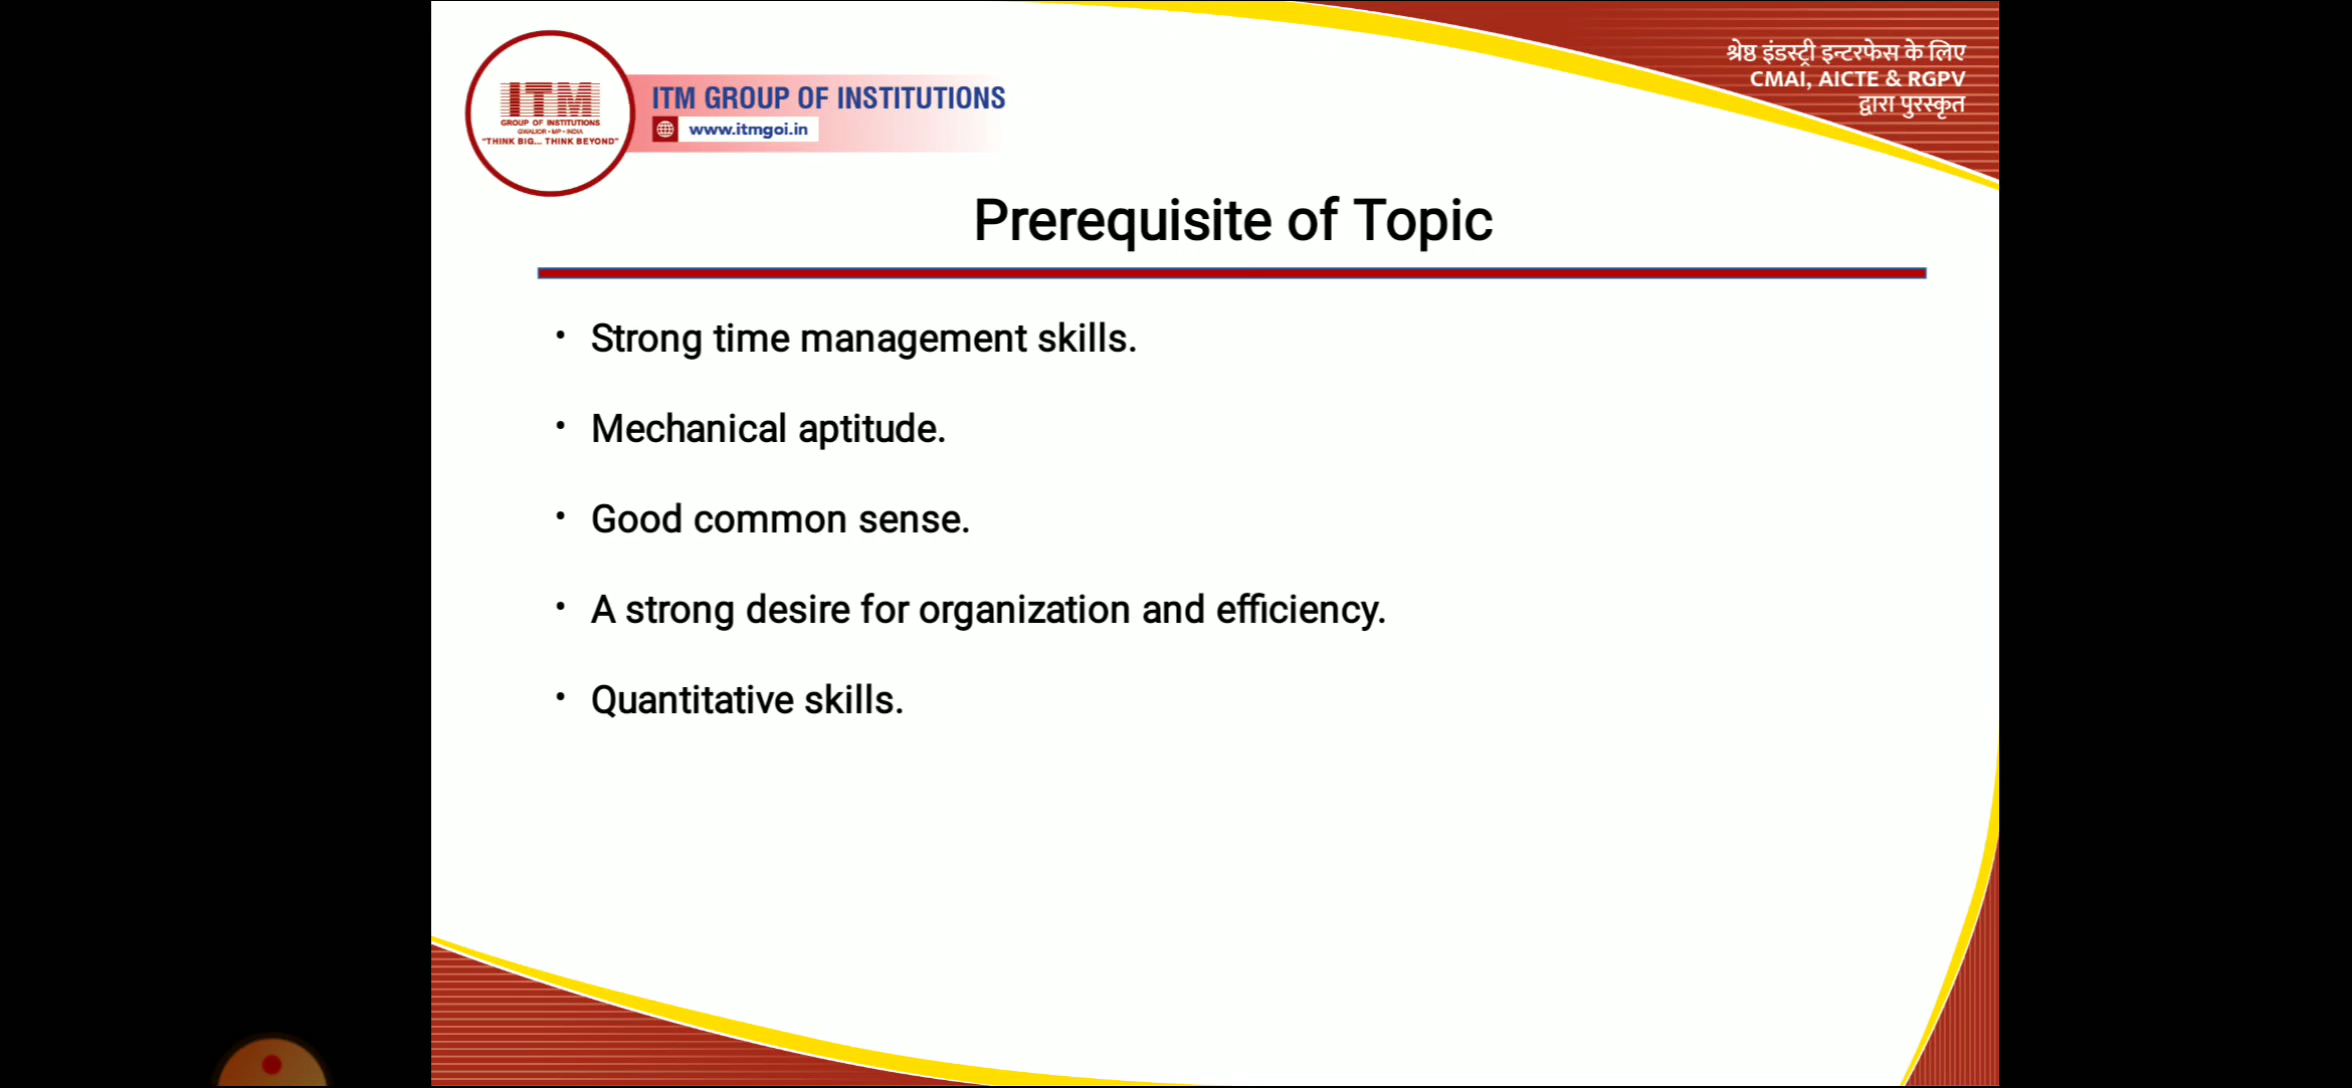 ITM
GROUP OF INSTITUTIONS
GWALIOR • MP • INDIA
"THINK BIG... THINK BEYOND"
ITM GROUP OF INSTITUTIONS
www.itmgoi.in
श्रेष्ठ इंडस्ट्री इन्टरफेस के लिए
CMAI, AICTE & RGPV
द्वारा पुरस्कृत
Prerequisite of Topic
• Strong time management skills.
• Mechanical aptitude.
• Good common sense.
• A strong desire for organization and efficiency.
• Quantitative skills.